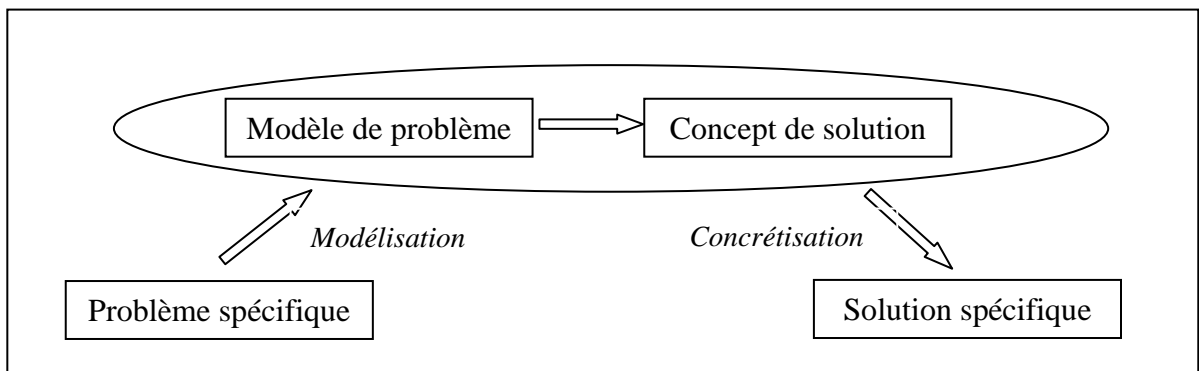 Modèle de problème
Concept de solution
Modélisation
Concrétisation
Problème spécifique
Solution spécifique